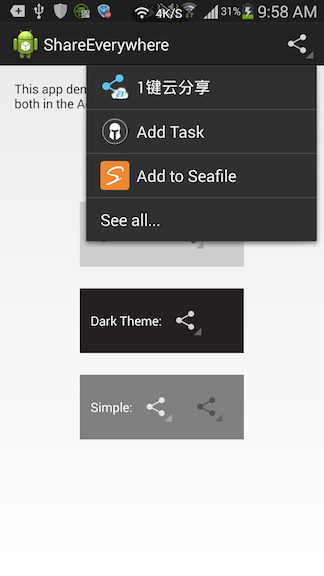 4K/S 31% 9:58 AM
ShareEverywhere
This app dem
both in the A
1键云分享
Add Task
Add to Seafile
See all...
Dark Theme:
Simple: